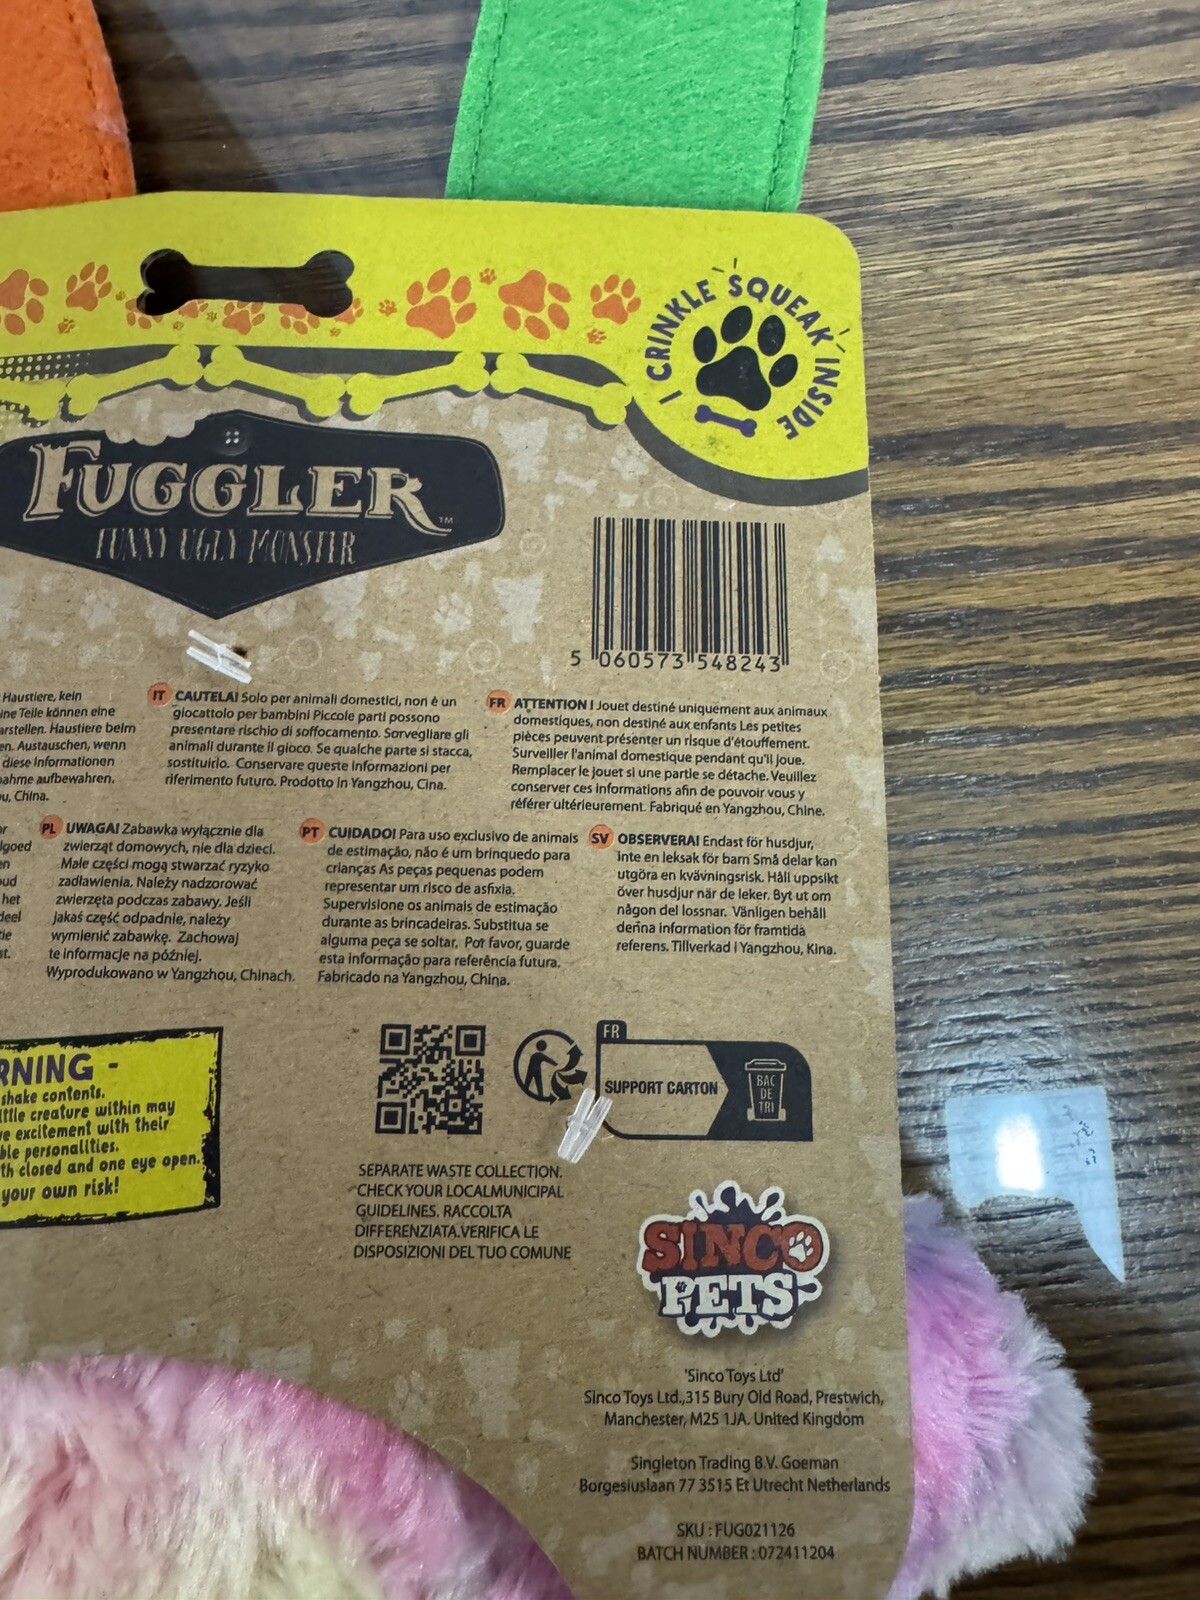 I CRINKLE SQUEAK INSIDE
FUGGLER™
FUNNY UGLY MONSTER
5 060573 548243
Haustiere, kein
ine Teile können eine
arstellen. Haustiere beim
en. Austauschen, wenn
diese Informationen
ahme aufbewahren.
u, China.
IT CAUTELA! Solo per animali domestici, non è un
giocattolo per bambini Piccole parti possono
presentare rischio di soffocamento. Sorvegliare gli
animali durante il gioco. Se qualche parte si stacca,
sostituirlo. Conservare queste informazioni per
riferimento futuro. Prodotto in Yangzhou, Cina.
FR ATTENTION ! Jouet destiné uniquement aux animaux
domestiques, non destiné aux enfants Les petites
pièces peuvent présenter un risque d'étouffement.
Surveiller l'animal domestique pendant qu'il joue.
Remplacer le jouet si une partie se détache. Veuillez
conserver ces informations afin de pouvoir vous y
référer ultérieurement. Fabriqué en Yangzhou, Chine.
or
lgoed
en
oud
het
deel
tie
st.
PL UWAGA! Zabawka wyłącznie dla
zwierząt domowych, nie dla dzieci.
Małe części mogą stwarzać ryzyko
zadławienia. Należy nadzorować
zwierzęta podczas zabawy. Jeśli
jakaś część odpadnie, należy
wymienić zabawkę. Zachowaj
te informacje na później.
Wyprodukowano w Yangzhou, Chinach.
PT CUIDADO! Para uso exclusivo de animais
de estimação, não é um brinquedo para
crianças As peças pequenas podem
representar um risco de asfixia.
Supervisione os animais de estimação
durante as brincadeiras. Substitua se
alguma peça se soltar, Por favor, guarde
esta informação para referência futura.
Fabricado na Yangzhou, China.
SV OBSERVERA! Endast för husdjur,
inte en leksak för barn Små delar kan
utgöra en kvävningsrisk. Håll uppsikt
över husdjur när de leker. Byt ut om
någon del lossnar. Vänligen behåll
denna information för framtida
referens. Tillverkad i Yangzhou, Kina.
RNING -
shake contents.
ittle creature within may
ve excitement with their
ble personalities.
th closed and one eye open.
your own risk!
FR
SUPPORT CARTON
BAC
DE
TRI
SEPARATE WASTE COLLECTION.
CHECK YOUR LOCALMUNICIPAL
GUIDELINES. RACCOLTA
DIFFERENZIATA.VERIFICA LE
DISPOSIZIONI DEL TUO COMUNE
SINCO
PETS
'Sinco Toys Ltd'
Sinco Toys Ltd.,315 Bury Old Road, Prestwich,
Manchester, M25 1JA. United Kingdom
Singleton Trading B.V. Goeman
Borgesiuslaan 77 3515 Et Utrecht Netherlands
SKU : FUG021126
BATCH NUMBER : 072411204